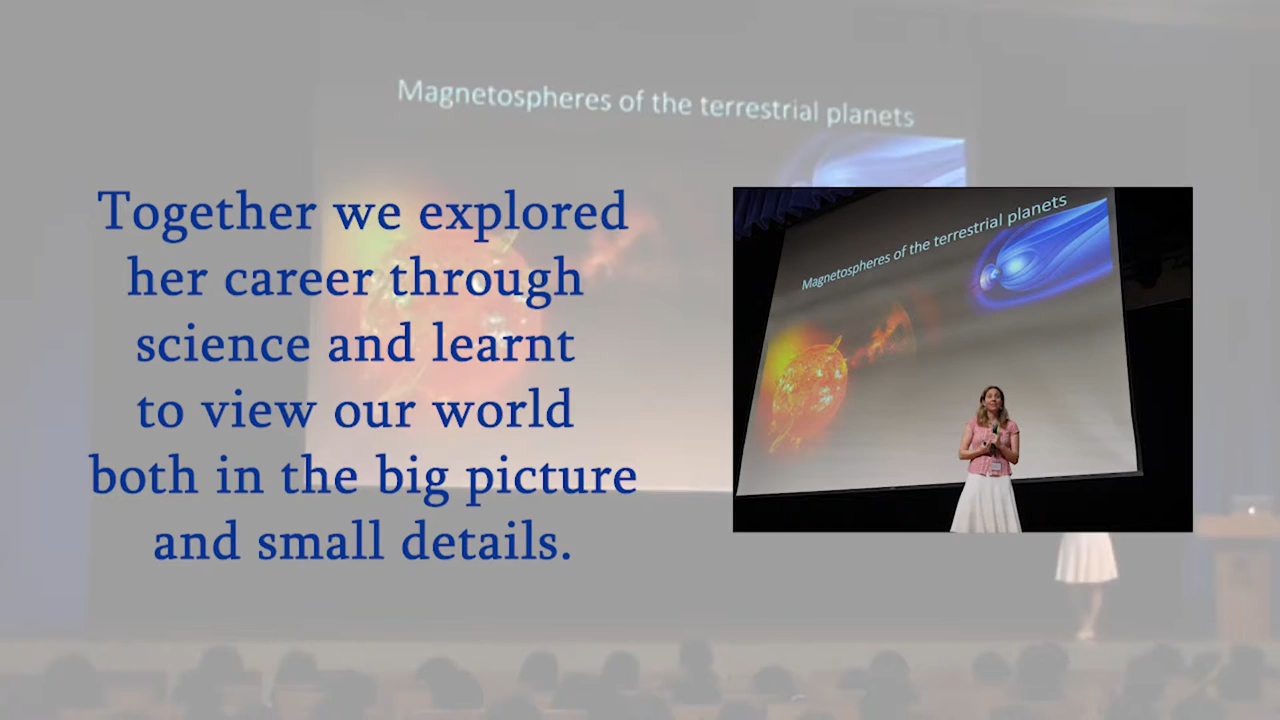 Magnetospheres of the terrestrial planets
Together we explored
her career through
science and learnt
to view our world
both in the big picture
and small details.
Magnetospheres of the terrestrial planets